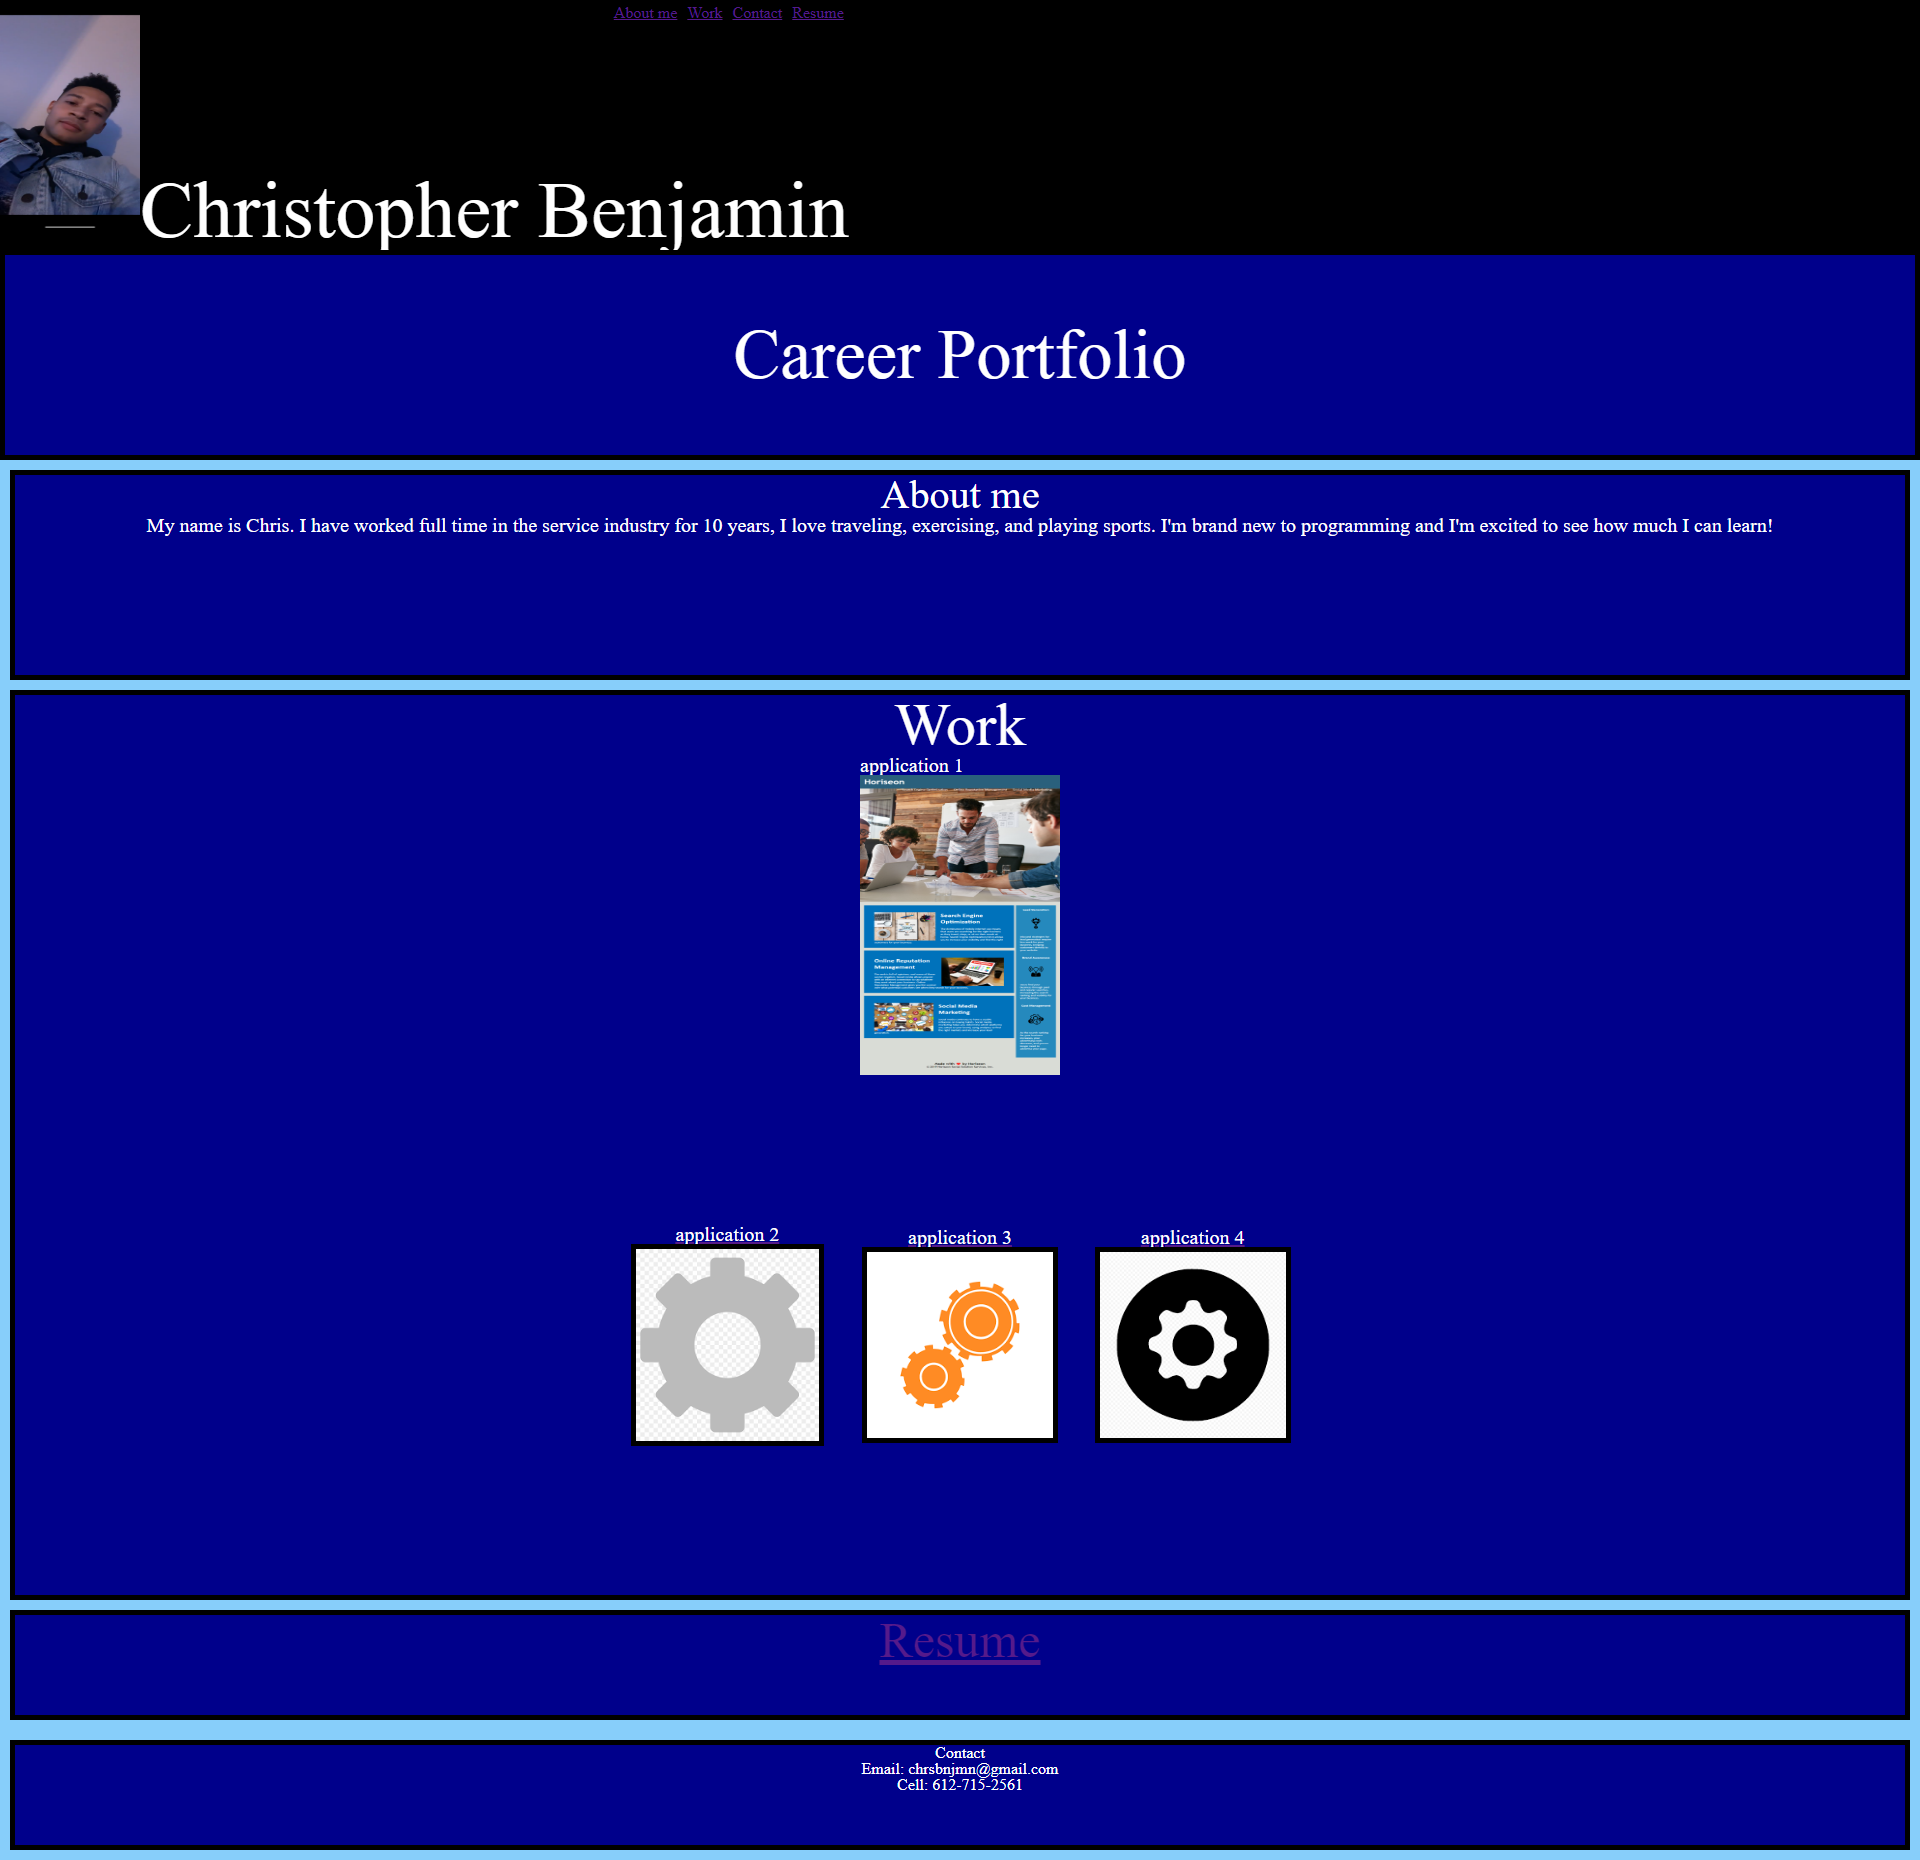 About me Work Contact Resume
Christopher Benjamin
Career Portfolio
About me
My name is Chris. I have worked full time in the service industry for 10 years, I love traveling, exercising, and playing sports. I'm brand new to programming and I'm excited to see how much I can learn!
Work
application 1
Horiseon
Search Engine
Optimization
Online Reputation
Management
Social Media
Marketing
application 2
application 3
application 4
Resume
Contact
Email: chrsbnjmn@gmail.com
Cell: 612-715-2561